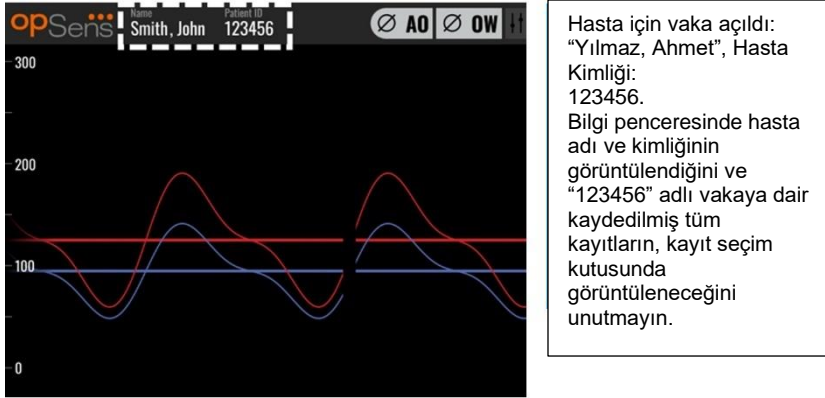 opSens
Name Patient ID
Smith, John 123456
Ø AO Ø OW
300
200
100
0
Hasta için vaka açıldı:
“Yılmaz, Ahmet”, Hasta
Kimliği:
123456.
Bilgi penceresinde hasta
adı ve kimliğinin
görüntülendiğini ve
“123456” adlı vakaya dair
kaydedilmiş tüm
kayıtların, kayıt seçim
kutusunda
görüntüleneceğini
unutmayın.